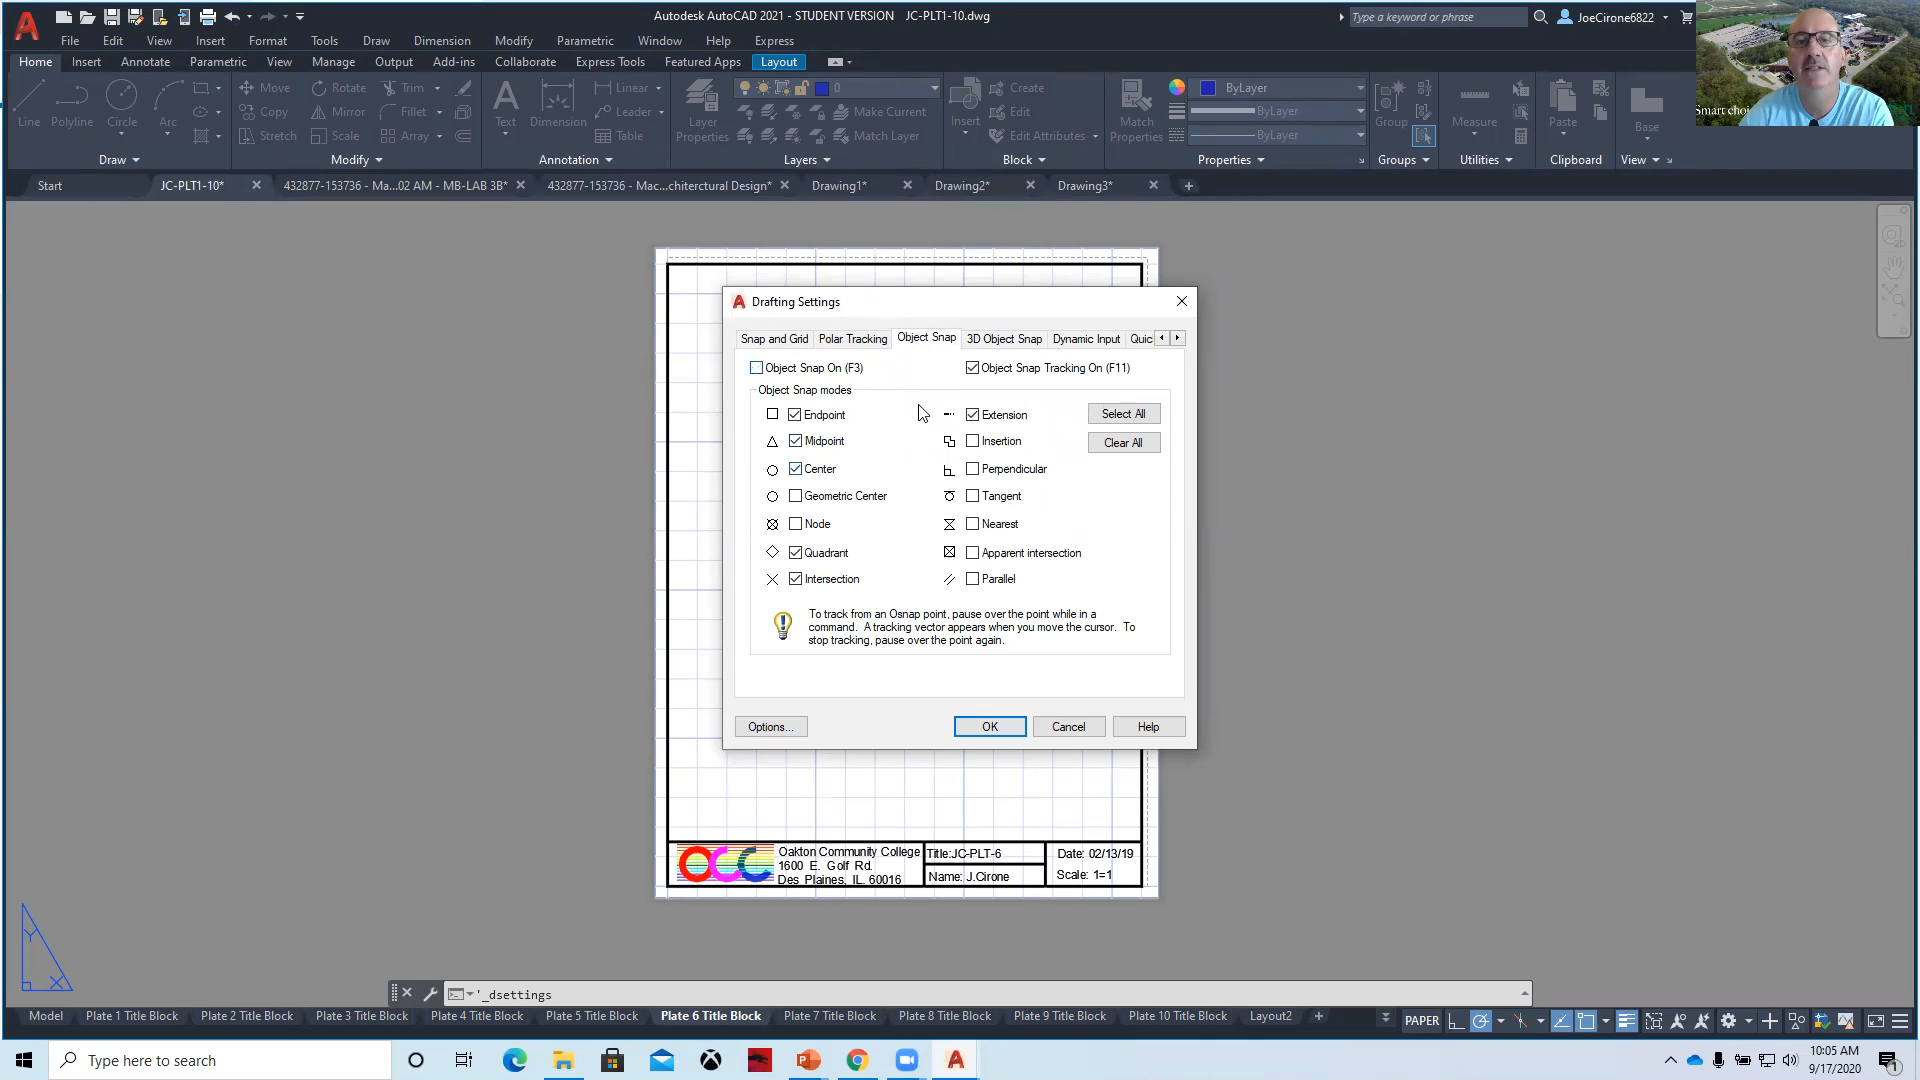 Autodesk AutoCAD 2021 - STUDENT VERSION JC-PLT1-10.dwg
Type a keyword or phrase
JoeCirone6822
File Edit View Insert Format Tools Draw Dimension Modify Parametric Window Help Express
Home Insert Annotate Parametric View Manage Output Add-ins Collaborate Express Tools Featured Apps Layout
Line Polyline Circle Arc
Move Rotate Trim
Copy Mirror Fillet
Stretch Scale Array
Text Dimension
Linear
Leader
Table
Layer Properties
0
Make Current
Match Layer
Insert
Create
Edit
Edit Attributes
Match Properties
ByLayer
ByLayer
ByLayer
Group Measure Paste Base
Smart choi
Draw Modify Annotation Layers Block Properties Groups Utilities Clipboard View
Start JC-PLT1-10* 432877-153736 - Ma...02 AM - MB-LAB 3B* 432877-153736 - Mac...chiterctural Design* Drawing1* Drawing2* Drawing3*
Drafting Settings
Snap and Grid Polar Tracking Object Snap 3D Object Snap Dynamic Input Quic
Object Snap On (F3) Object Snap Tracking On (F11)
Object Snap modes
Endpoint Extension Select All
Midpoint Insertion Clear All
Center Perpendicular
Geometric Center Tangent
Node Nearest
Quadrant Apparent intersection
Intersection Parallel
To track from an Osnap point, pause over the point while in a
command. A tracking vector appears when you move the cursor. To
stop tracking, pause over the point again.
Options... OK Cancel Help
OCC
Oakton Community College
1600 E. Golf Rd.
Des Plaines, IL. 60016
Title:JC-PLT-6
Name: J.Cirone
Date: 02/13/19
Scale: 1=1
Y
X
'_dsettings
Model Plate 1 Title Block Plate 2 Title Block Plate 3 Title Block Plate 4 Title Block Plate 5 Title Block Plate 6 Title Block Plate 7 Title Block Plate 8 Title Block Plate 9 Title Block Plate 10 Title Block Layout2
PAPER
Type here to search
10:05 AM
9/17/2020